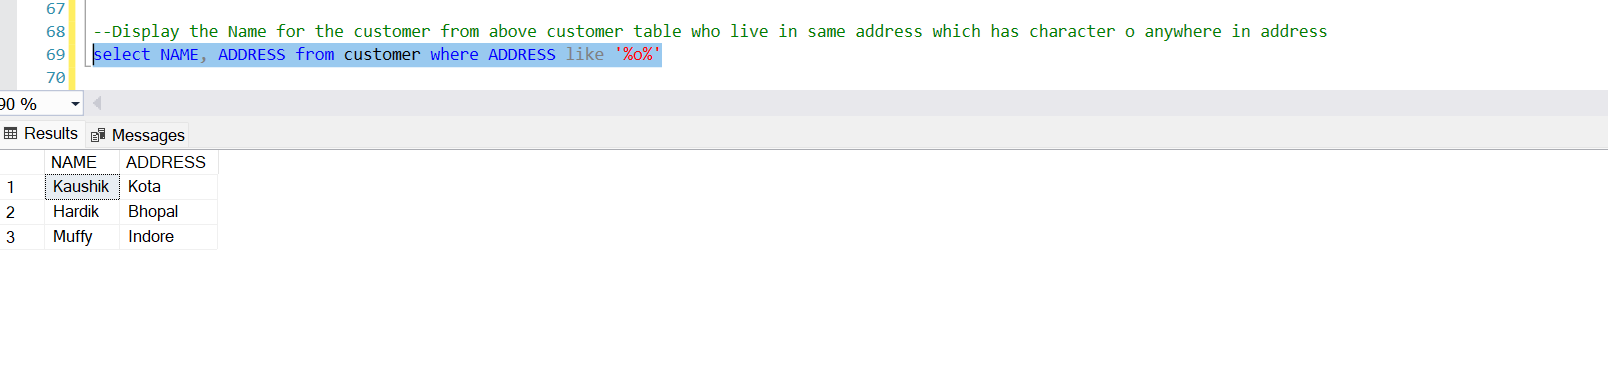 67
68 --Display the Name for the customer from above customer table who live in same address which has character o anywhere in address
69 select NAME, ADDRESS from customer where ADDRESS like '%o%'
70
90 %
Results Messages
NAME ADDRESS
1 Kaushik Kota
2 Hardik Bhopal
3 Muffy Indore